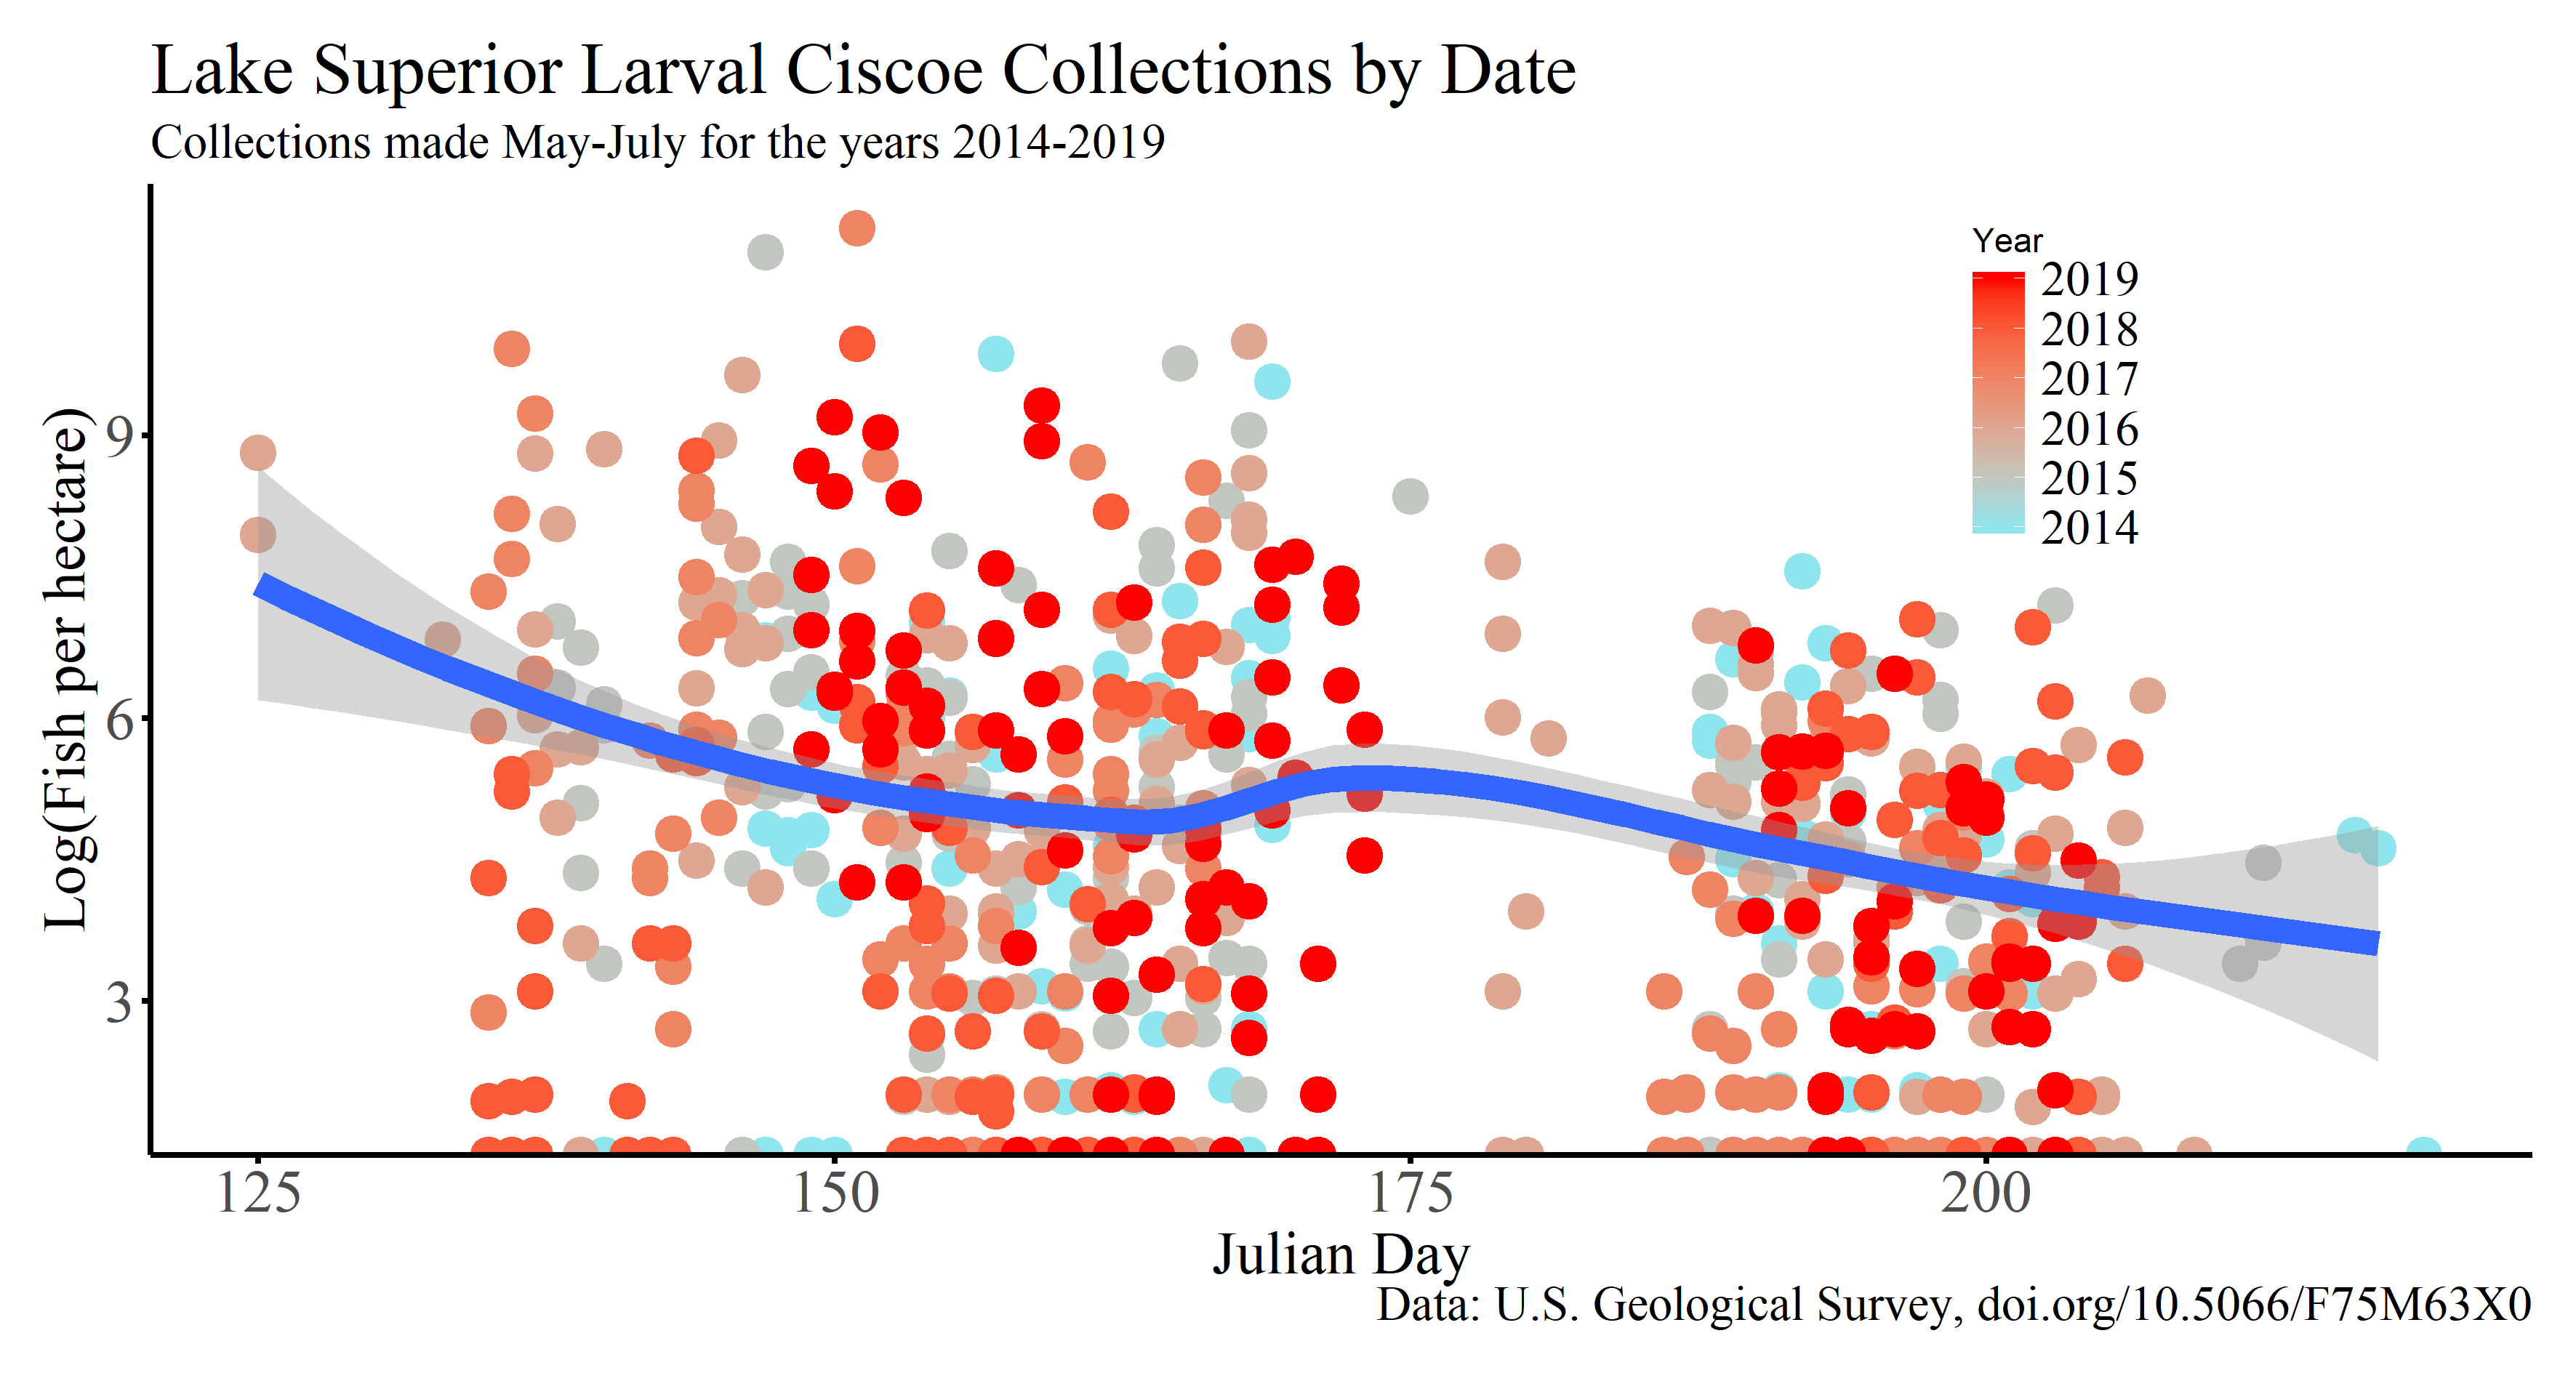 Lake Superior Larval Ciscoe Collections by Date
Collections made May-July for the years 2014-2019
Log(Fish per hectare)
9
6
3
Year
2019
2018
2017
2016
2015
2014
125
150
175
200
Julian Day
Data: U.S. Geological Survey, doi.org/10.5066/F75M63X0